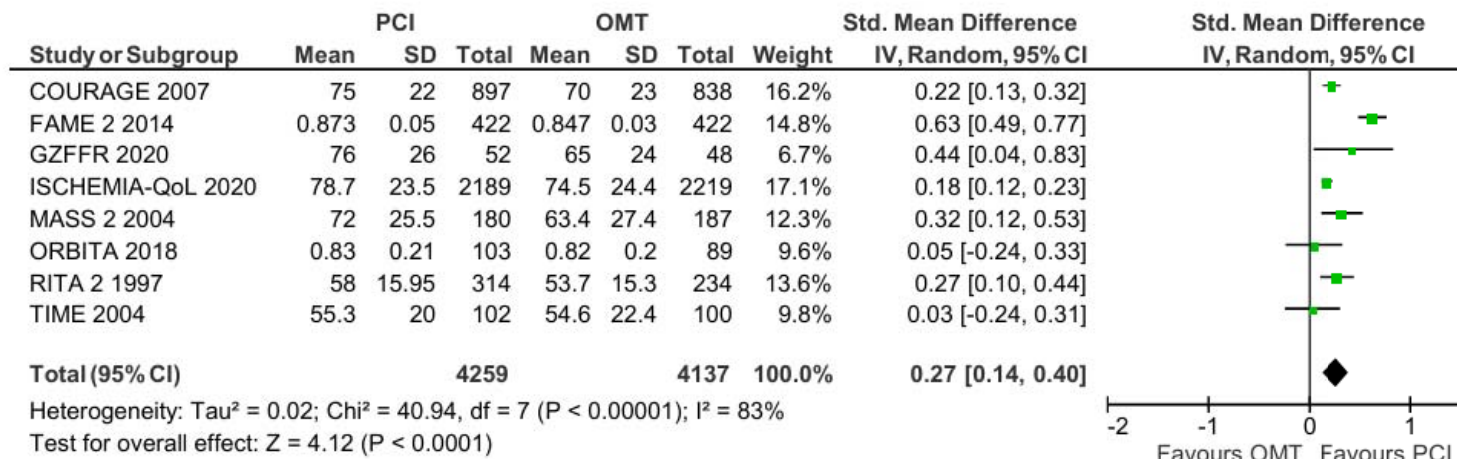 PCI OMT Std. Mean Difference Std. Mean Difference
Study or Subgroup Mean SD Total Mean SD Total Weight IV, Random, 95% CI IV, Random, 95% CI
COURAGE 2007 75 22 897 70 23 838 16.2% 0.22 [0.13, 0.32]
FAME 2 2014 0.873 0.05 422 0.847 0.03 422 14.8% 0.63 [0.49, 0.77]
GZFFR 2020 76 26 52 65 24 48 6.7% 0.44 [0.04, 0.83]
ISCHEMIA-QoL 2020 78.7 23.5 2189 74.5 24.4 2219 17.1% 0.18 [0.12, 0.23]
MASS 2 2004 72 25.5 180 63.4 27.4 187 12.3% 0.32 [0.12, 0.53]
ORBITA 2018 0.83 0.21 103 0.82 0.2 89 9.6% 0.05 [-0.24, 0.33]
RITA 2 1997 58 15.95 314 53.7 15.3 234 13.6% 0.27 [0.10, 0.44]
TIME 2004 55.3 20 102 54.6 22.4 100 9.8% 0.03 [-0.24, 0.31]
Total (95% CI) 4259 4137 100.0% 0.27 [0.14, 0.40]
Heterogeneity: Tau² = 0.02; Chi² = 40.94, df = 7 (P < 0.00001); I² = 83%
Test for overall effect: Z = 4.12 (P < 0.0001)
-2 -1 0 1
Favours OMT Favours PCI